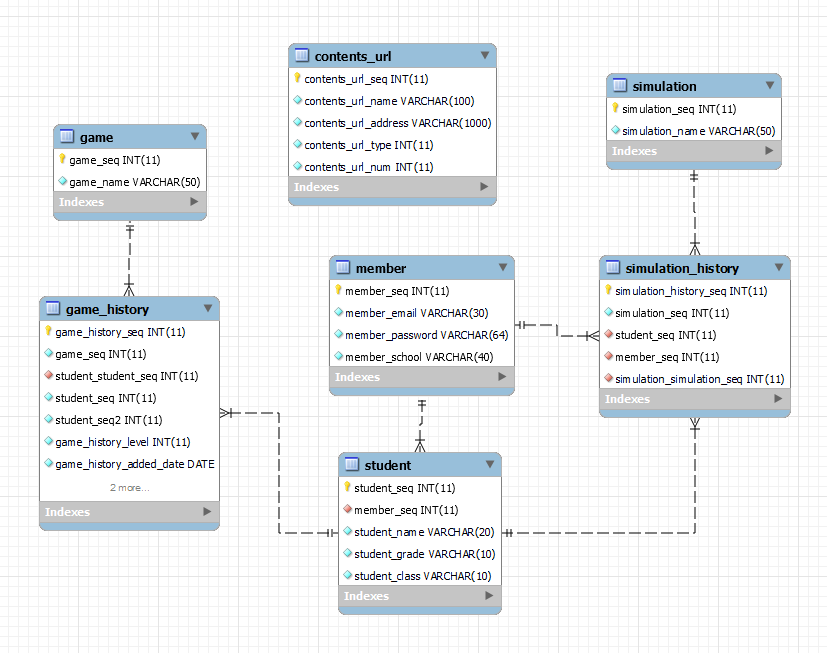 contents_url
contents_url_seq INT(11)
contents_url_name VARCHAR(100)
contents_url_address VARCHAR(1000)
contents_url_type INT(11)
contents_url_num INT(11)
Indexes
simulation
simulation_seq INT(11)
simulation_name VARCHAR(50)
Indexes
game
game_seq INT(11)
game_name VARCHAR(50)
Indexes
member
member_seq INT(11)
member_email VARCHAR(30)
member_password VARCHAR(64)
member_school VARCHAR(40)
Indexes
simulation_history
simulation_history_seq INT(11)
simulation_seq INT(11)
student_seq INT(11)
member_seq INT(11)
simulation_simulation_seq INT(11)
Indexes
game_history
game_history_seq INT(11)
game_seq INT(11)
student_student_seq INT(11)
student_seq INT(11)
student_seq2 INT(11)
game_history_level INT(11)
game_history_added_date DATE
2 more...
Indexes
student
student_seq INT(11)
member_seq INT(11)
student_name VARCHAR(20)
student_grade VARCHAR(10)
student_class VARCHAR(10)
Indexes